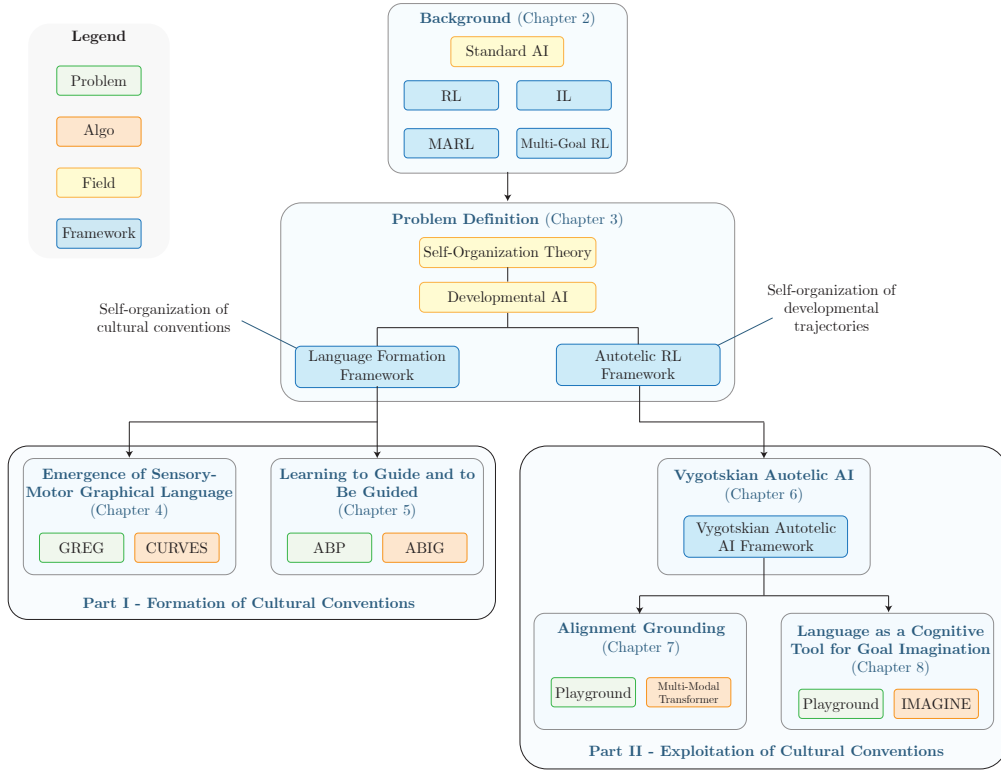 Legend
Problem
Algo
Field
Framework
Background (Chapter 2)
Standard AI
RL
IL
MARL
Multi-Goal RL
Problem Definition (Chapter 3)
Self-Organization Theory
Developmental AI
Self-organization of
cultural conventions
Self-organization of
developmental
trajectories
Language Formation
Framework
Autotelic RL
Framework
Emergence of Sensory-
Motor Graphical Language
(Chapter 4)
GREG
CURVES
Learning to Guide and to
Be Guided
(Chapter 5)
ABP
ABIG
Part I - Formation of Cultural Conventions
Vygotskian Auotelic AI
(Chapter 6)
Vygotskian Autotelic
AI Framework
Alignment Grounding
(Chapter 7)
Playground
Multi-Modal
Transformer
Language as a Cognitive
Tool for Goal Imagination
(Chapter 8)
Playground
IMAGINE
Part II - Exploitation of Cultural Conventions